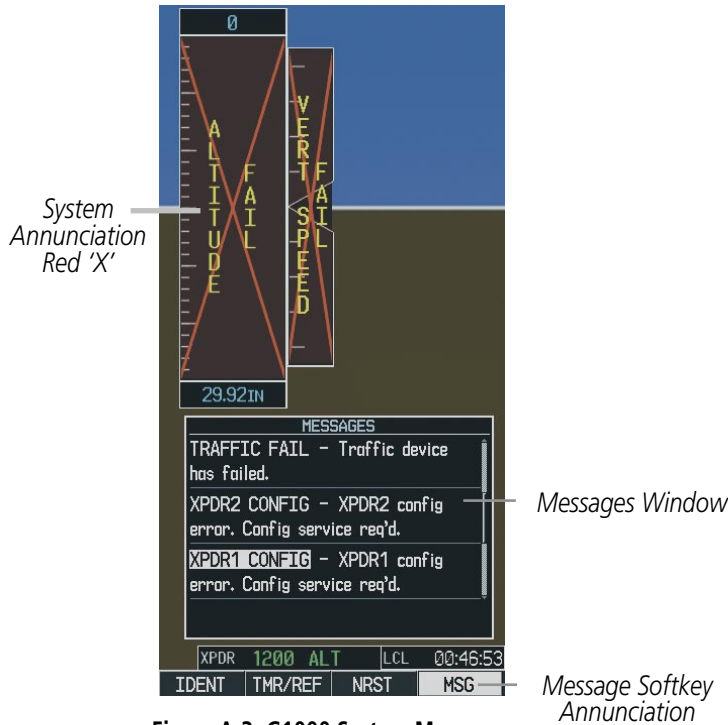 0
ALTITUDE FAIL
VERT SPEED FAIL
System
Annunciation
Red ‘X’
29.92IN
MESSAGES
TRAFFIC FAIL – Traffic device
has failed.
XPDR2 CONFIG – XPDR2 config
error. Config service req'd.
Messages Window
XPDR1 CONFIG – XPDR1 config
error. Config service req'd.
XPDR 1200 ALT LCL 00:46:53
IDENT TMR/REF NRST MSG
Message Softkey
Annunciation